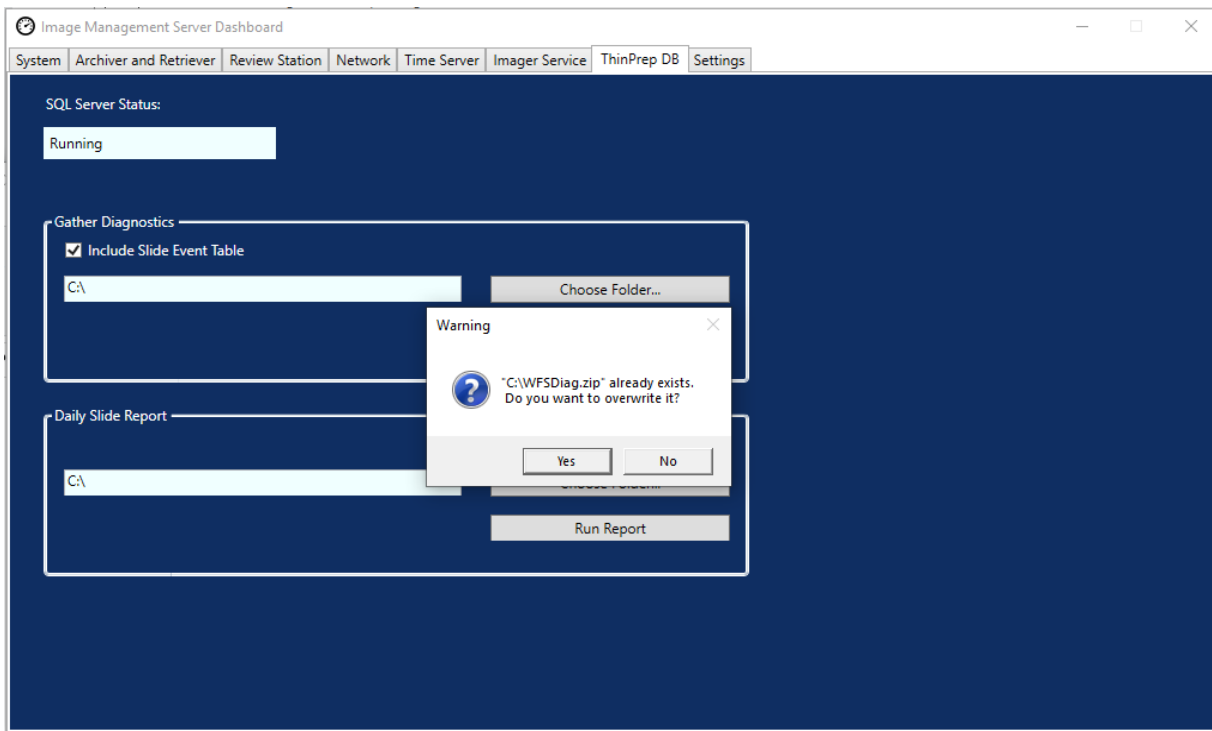 Image Management Server Dashboard
System Archiver and Retriever Review Station Network Time Server Imager Service ThinPrep DB Settings
SQL Server Status:
Running
Gather Diagnostics
Include Slide Event Table
C:\
Choose Folder...
Warning
"C:\WFSDiag.zip" already exists.
Do you want to overwrite it?
Yes No
Daily Slide Report
C:\
Run Report